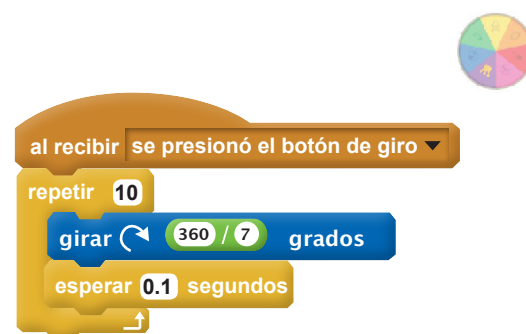 al recibir se presionó el botón de giro
repetir 10
girar 360 / 7 grados
esperar 0.1 segundos